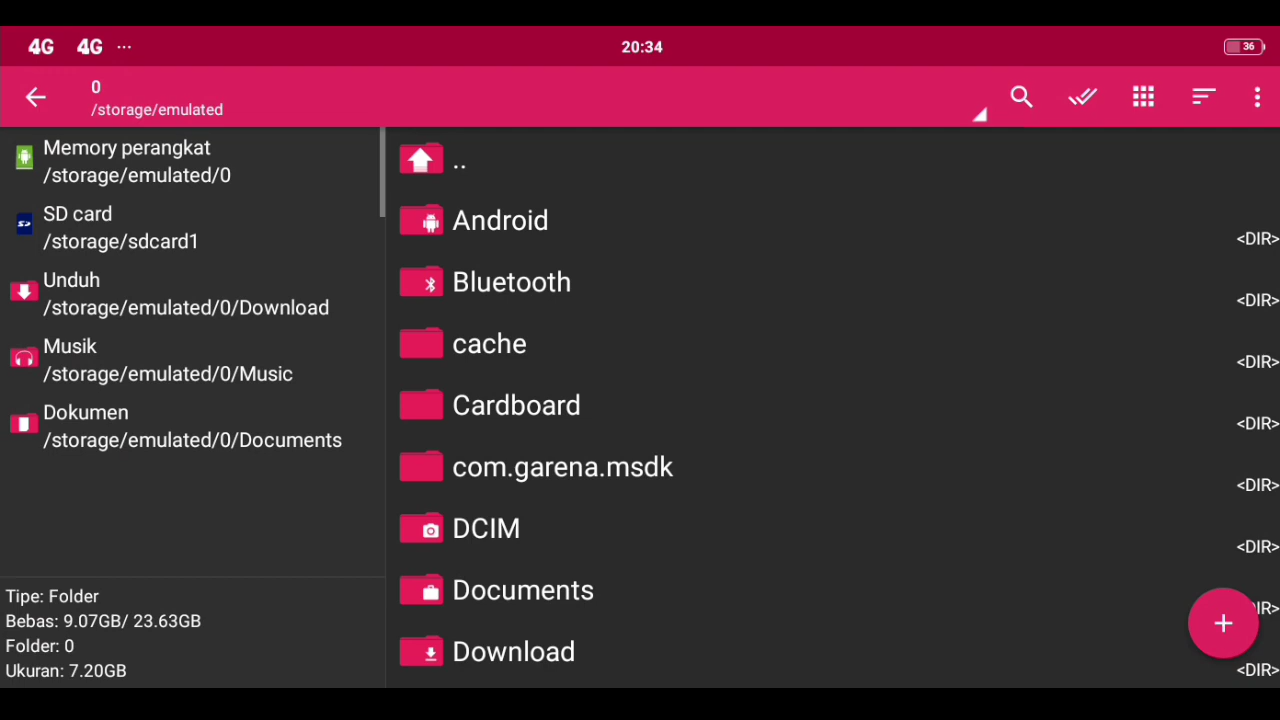 4G 4G ... 20:34 36
0
/storage/emulated
Memory perangkat
/storage/emulated/0
SD card
/storage/sdcard1
Unduh
/storage/emulated/0/Download
Musik
/storage/emulated/0/Music
Dokumen
/storage/emulated/0/Documents
Tipe: Folder
Bebas: 9.07GB/ 23.63GB
Folder: 0
Ukuran: 7.20GB
..
Android
<DIR>
Bluetooth
<DIR>
cache
<DIR>
Cardboard
<DIR>
com.garena.msdk
<DIR>
DCIM
<DIR>
Documents
<DIR>
Download
<DIR>